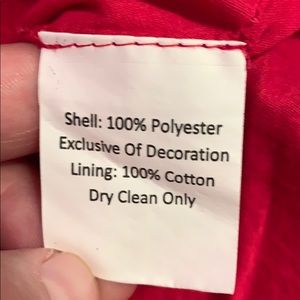 Shell: 100% Polyester
Exclusive Of Decoration
Lining: 100% Cotton
Dry Clean Only